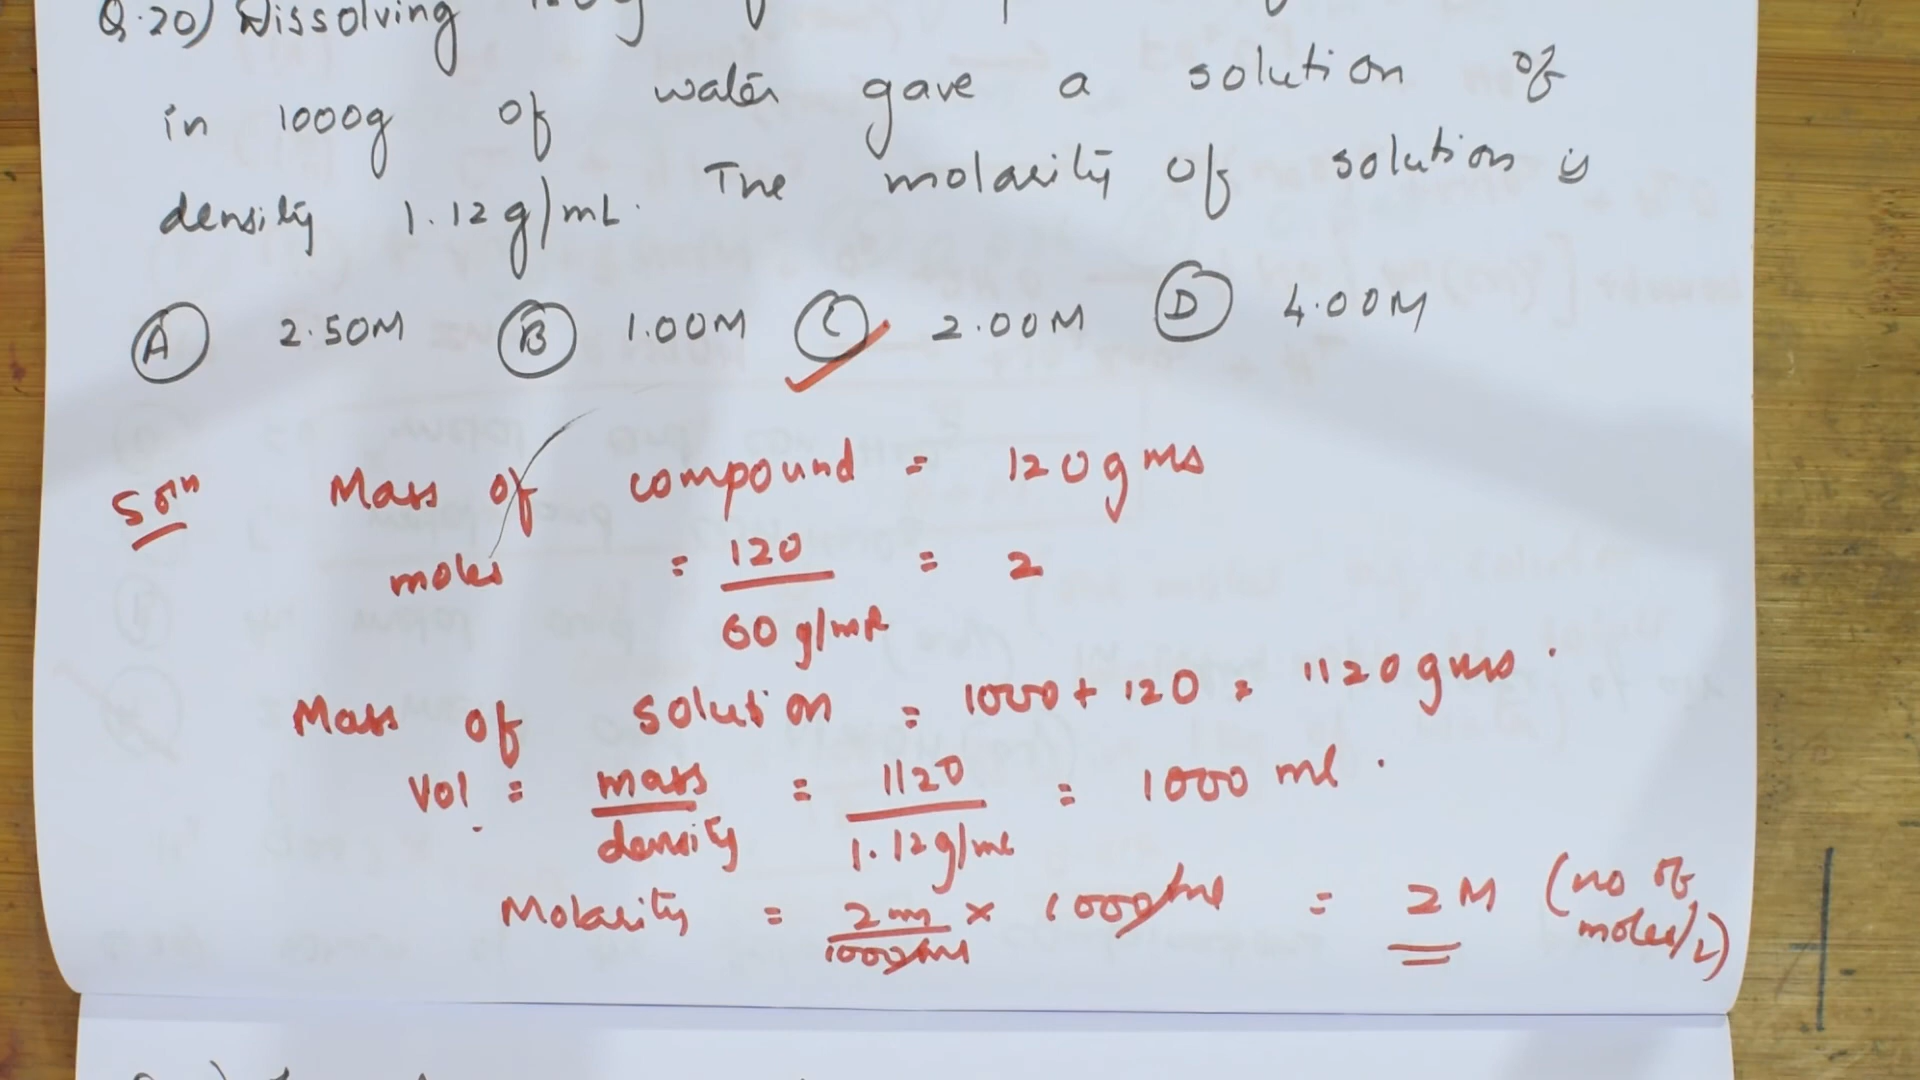 Q.20) Dissolving
in 1000g of water gave a solution of
density 1.12 g/mL. The molarity of solution is
(A) 2.50M (B) 1.00M (C) 2.00M (D) 4.00M
Soln Mass of compound = 120 gms
moles = 120 / 60 g/mol = 2
Mass of solution = 1000 + 120 = 1120 gms.
Vol = mass / density = 1120 / 1.12 g/ml = 1000 ml.
Molarity = 2 m / 1000 ml × 1000 ml = 2 M (no of moles/L)